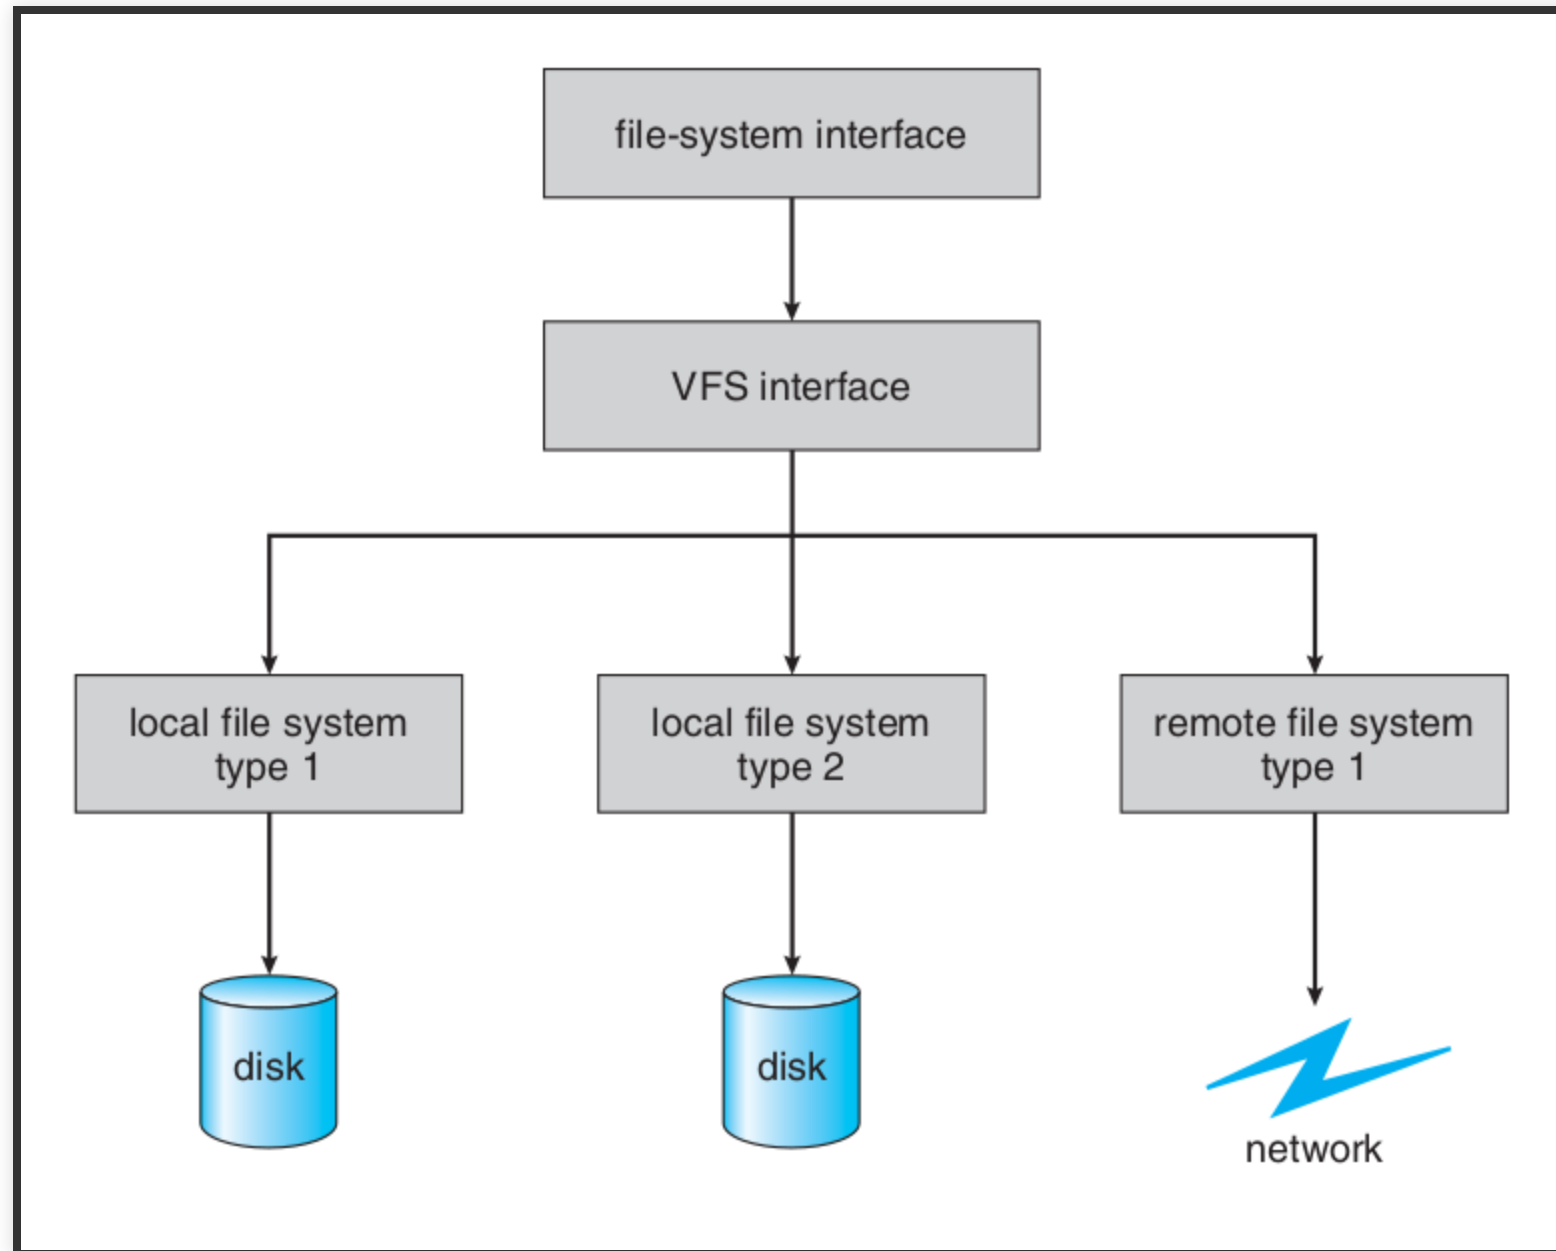 file-system interface
VFS interface
local file system
type 1
local file system
type 2
remote file system
type 1
disk
disk
network